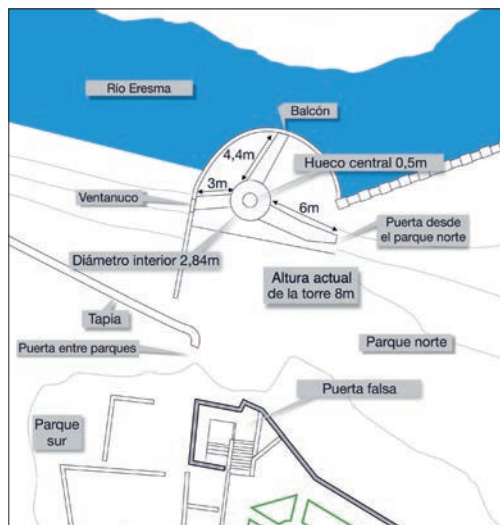 Río Eresma
Balcón
4,4m
Hueco central 0,5m
3m
Ventanuco
6m
Puerta desde
el parque norte
Diámetro interior 2,84m
Altura actual
de la torre 8m
Tapia
Parque norte
Puerta entre parques
Puerta falsa
Parque
sur